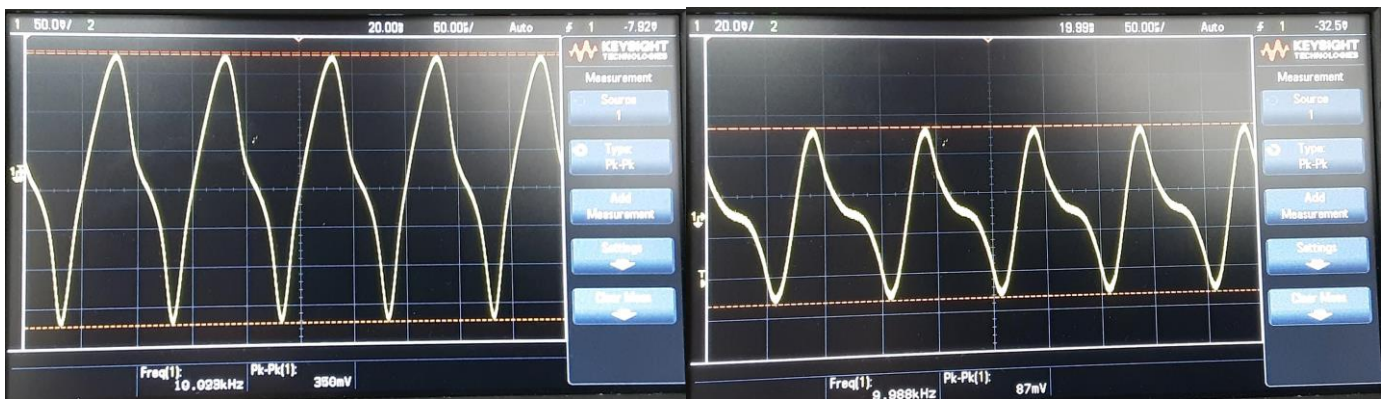 1 50.0V/ 2 20.00s 50.00s/ Auto 1 -7.92V
KEYSIGHT
TECHNOLOGIES
Measurement
Source
1
Type:
Pk-Pk
Add
Measurement
Settings
Clear Meas
Freq(1): Pk-Pk(1):
10.023kHz 350mV
1 20.0V/ 2 19.99s 50.00s/ Auto 1 -32.5V
KEYSIGHT
TECHNOLOGIES
Measurement
Source
1
Type:
Pk-Pk
Add
Measurement
Settings
Clear Meas
Freq(1): Pk-Pk(1):
9.988kHz 87mV